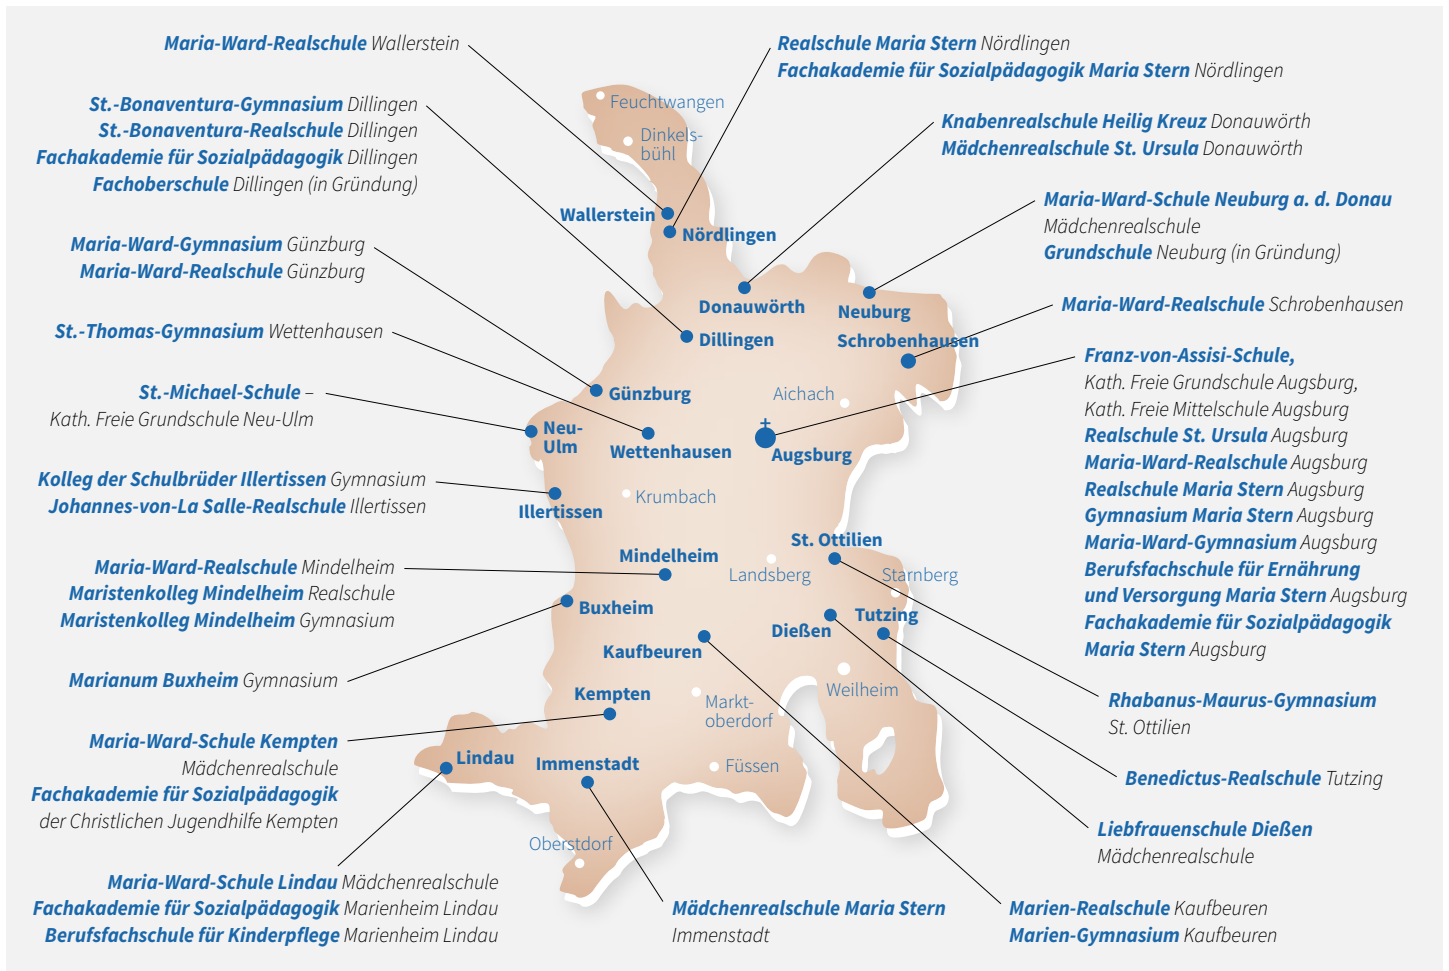 Maria-Ward-Realschule Wallerstein
St.-Bonaventura-Gymnasium Dillingen
St.-Bonaventura-Realschule Dillingen
Fachakademie für Sozialpädagogik Dillingen
Fachoberschule Dillingen (in Gründung)
Maria-Ward-Gymnasium Günzburg
Maria-Ward-Realschule Günzburg
St.-Thomas-Gymnasium Wettenhausen
St.-Michael-Schule –
Kath. Freie Grundschule Neu-Ulm
Kolleg der Schulbrüder Illertissen Gymnasium
Johannes-von-La Salle-Realschule Illertissen
Maria-Ward-Realschule Mindelheim
Maristenkolleg Mindelheim Realschule
Maristenkolleg Mindelheim Gymnasium
Marianum Buxheim Gymnasium
Maria-Ward-Schule Kempten
Mädchenrealschule
Fachakademie für Sozialpädagogik
der Christlichen Jugendhilfe Kempten
Maria-Ward-Schule Lindau Mädchenrealschule
Fachakademie für Sozialpädagogik Marienheim Lindau
Berufsfachschule für Kinderpflege Marienheim Lindau
Feuchtwangen
Dinkels-
bühl
Wallerstein
Nördlingen
Donauwörth
Neuburg
Dillingen
Schrobenhausen
Günzburg
Aichach
Neu-
Ulm
Wettenhausen
Augsburg
Krumbach
Illertissen
St. Ottilien
Mindelheim
Landsberg
Starnberg
Buxheim
Tutzing
Dießen
Kaufbeuren
Weilheim
Kempten
Markt-
oberdorf
Lindau
Immenstadt
Füssen
Oberstdorf
Realschule Maria Stern Nördlingen
Fachakademie für Sozialpädagogik Maria Stern Nördlingen
Knabenrealschule Heilig Kreuz Donauwörth
Mädchenrealschule St. Ursula Donauwörth
Maria-Ward-Schule Neuburg a. d. Donau
Mädchenrealschule
Grundschule Neuburg (in Gründung)
Maria-Ward-Realschule Schrobenhausen
Franz-von-Assisi-Schule,
Kath. Freie Grundschule Augsburg,
Kath. Freie Mittelschule Augsburg
Realschule St. Ursula Augsburg
Maria-Ward-Realschule Augsburg
Realschule Maria Stern Augsburg
Gymnasium Maria Stern Augsburg
Maria-Ward-Gymnasium Augsburg
Berufsfachschule für Ernährung
und Versorgung Maria Stern Augsburg
Fachakademie für Sozialpädagogik
Maria Stern Augsburg
Rhabanus-Maurus-Gymnasium
St. Ottilien
Benedictus-Realschule Tutzing
Liebfrauenschule Dießen
Mädchenrealschule
Mädchenrealschule Maria Stern
Immenstadt
Marien-Realschule Kaufbeuren
Marien-Gymnasium Kaufbeuren